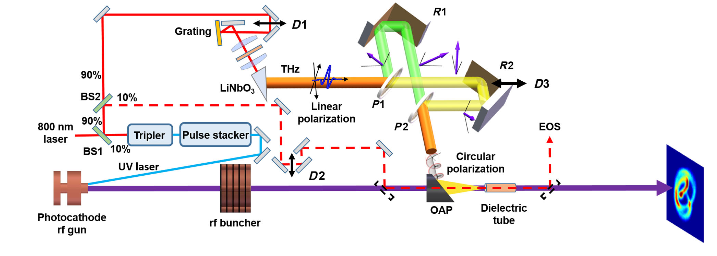 R1
Grating
D1
R2
THz
90%
LiNbO3
P1
D3
BS2
10%
Linear
polarization
P2
90%
800 nm
laser
Tripler
Pulse stacker
EOS
BS1
10%
UV laser
D2
Circular
polarization
Photocathode
rf gun
rf buncher
OAP
Dielectric
tube